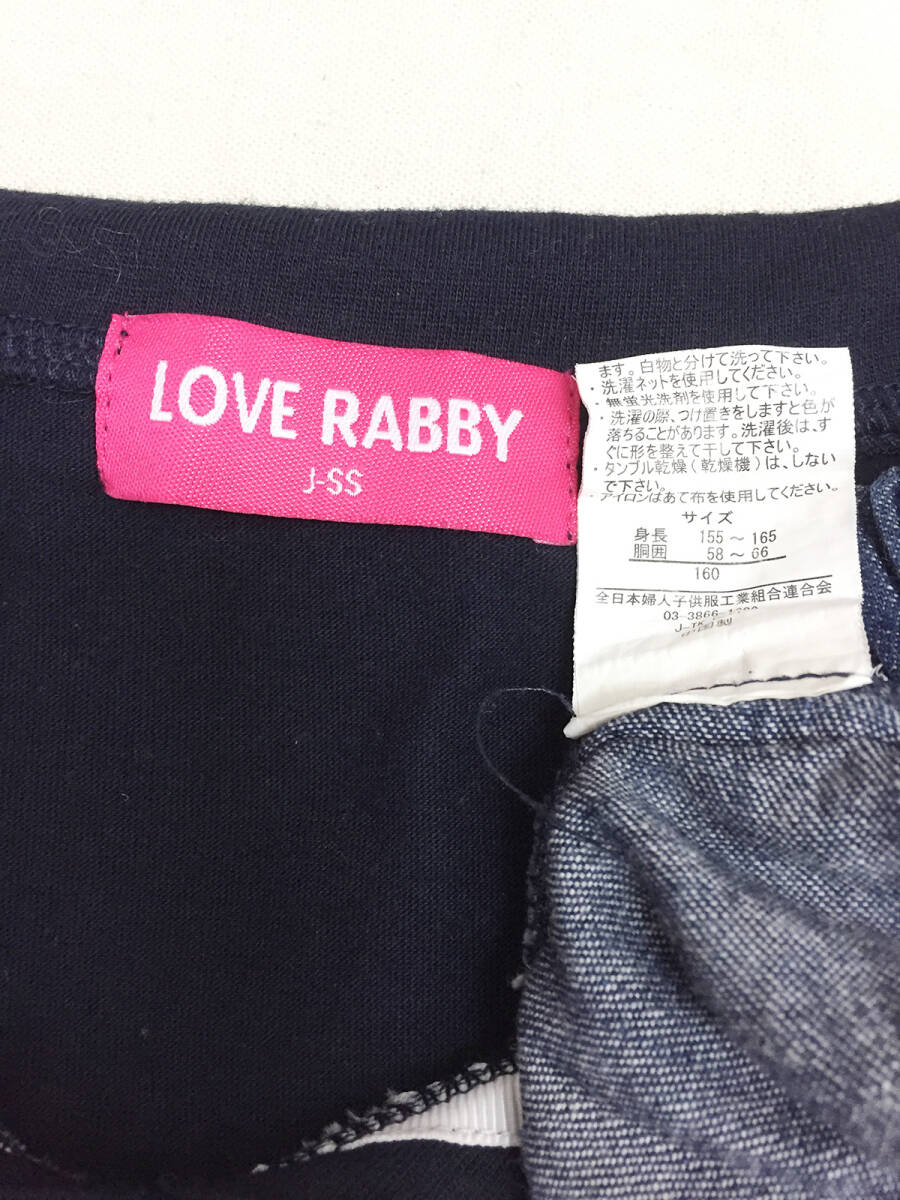 LOVE RABBY
J-SS
ます。白物と分けて洗って下さい。
・洗濯ネットを使用してください。
・無蛍光洗剤を使用して下さい。
・洗濯の際、つけ置きをしますと色が
落ちることがあります。洗濯後は、す
ぐに形を整えて干して下さい。
・タンブル乾燥(乾燥機)は、しない
で下さい。
・アイロンはあて布を使用してください。
サイズ
身長 155～165
胴囲 58～66
160
全日本婦人子供服工業組合連合会
03-3866-